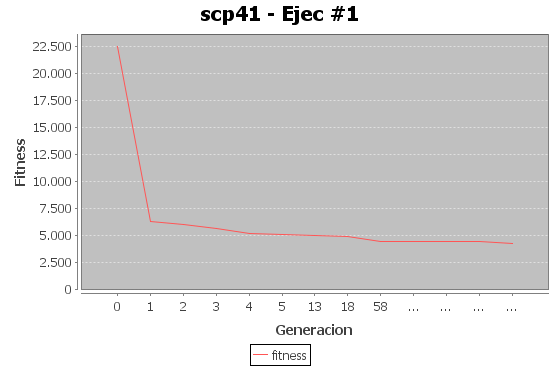 scp41 - Ejec #1
Fitness
22.500
20.000
17.500
15.000
12.500
10.000
7.500
5.000
2.500
0
0 1 2 3 4 5 13 18 58 ... ... ... ...
Generacion
fitness